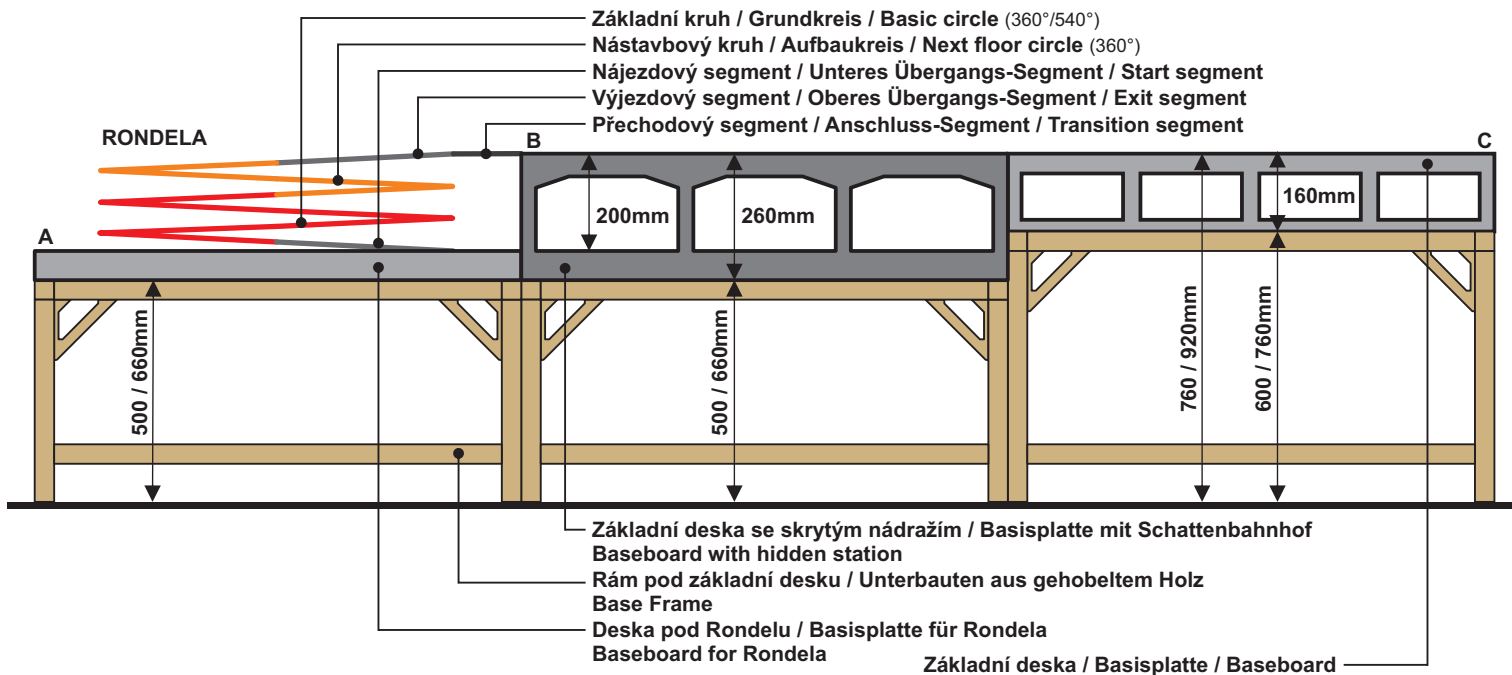 Základní kruh / Grundkreis / Basic circle (360°/540°)
Nástavbový kruh / Aufbaukreis / Next floor circle (360°)
Nájezdový segment / Unteres Übergangs-Segment / Start segment
Výjezdový segment / Oberes Übergangs-Segment / Exit segment
Přechodový segment / Anschluss-Segment / Transition segment
RONDELA
A
B
C
200mm
260mm
160mm
500 / 660mm
500 / 660mm
760 / 920mm
600 / 760mm
Základní deska se skrytým nádražím / Basisplatte mit Schattenbahnhof
Baseboard with hidden station
Rám pod základní desku / Unterbauten aus gehobeltem Holz
Base Frame
Deska pod Rondelu / Basisplatte für Rondela
Baseboard for Rondela
Základní deska / Basisplatte / Baseboard